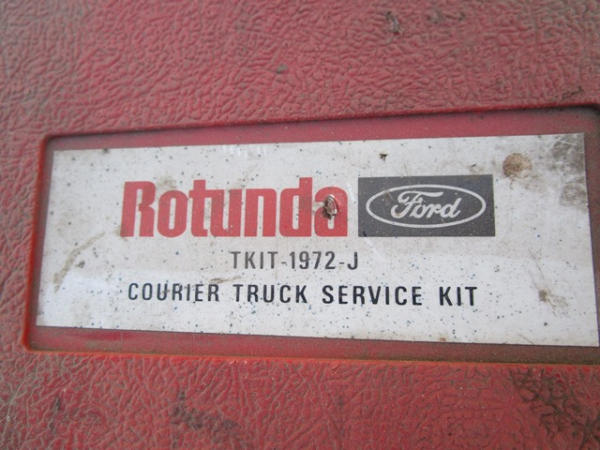 Rotunda Ford
TKIT-1972-J
COURIER TRUCK SERVICE KIT